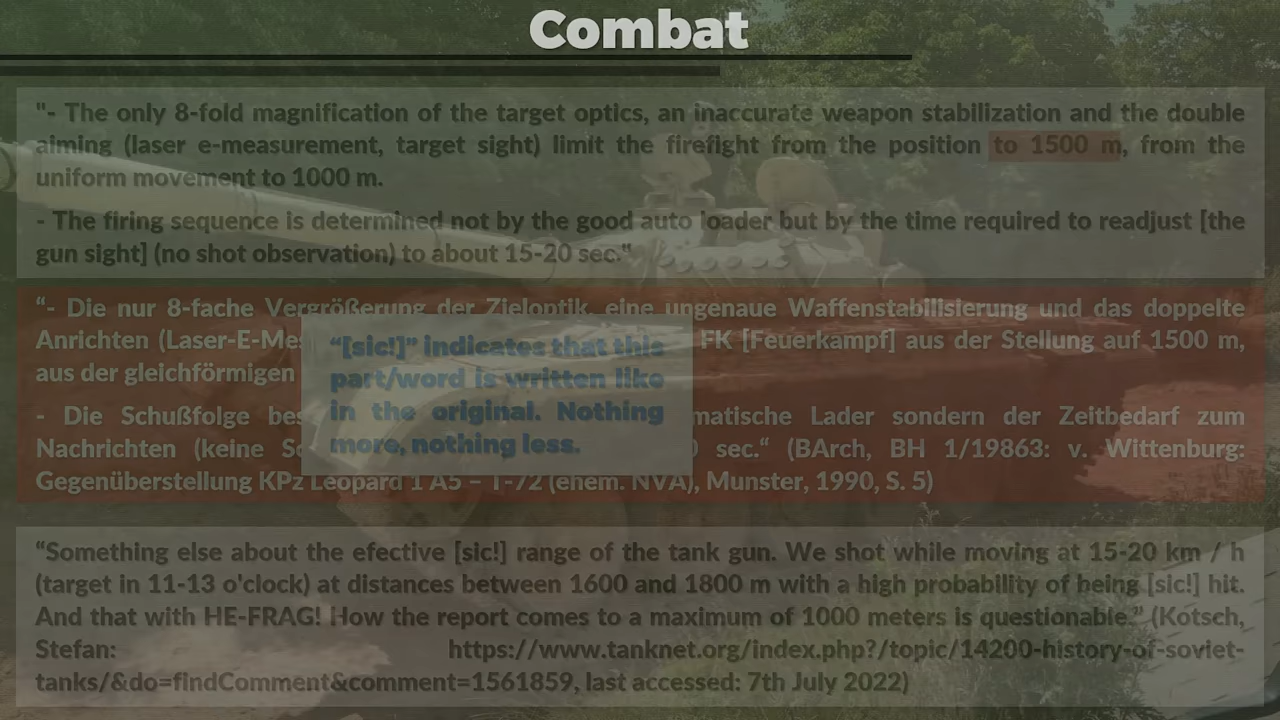 Combat
"- The only 8-fold magnification of the target optics, an inaccurate weapon stabilization and the double
aiming (laser e-measurement, target sight) limit the firefight from the position to 1500 m, from the
uniform movement to 1000 m.
- The firing sequence is determined not by the good auto loader but by the time required to readjust [the
gun sight] (no shot observation) to about 15-20 sec."
“- Die nur 8-fache Vergrößerung der Zieloptik, eine ungenaue Waffenstabilisierung und das doppelte
Anrichten (Laser-E-Mes FK [Feuerkampf] aus der Stellung auf 1500 m,
aus der gleichförmigen
- Die Schußfolge bes matische Lader sondern der Zeitbedarf zum
Nachrichten (keine Sc sec.“ (BArch, BH 1/19863: v. Wittenburg:
Gegenüberstellung KPz Leopard 1 A5 – T-72 (ehem. NVA), Munster, 1990, S. 5)
“[sic!]” indicates that this
part/word is written like
in the original. Nothing
more, nothing less.
“Something else about the efective [sic!] range of the tank gun. We shot while moving at 15-20 km / h
(target in 11-13 o'clock) at distances between 1600 and 1800 m with a high probability of being [sic!] hit.
And that with HE-FRAG! How the report comes to a maximum of 1000 meters is questionable.” (Kotsch,
Stefan: https://www.tanknet.org/index.php?/topic/14200-history-of-soviet-
tanks/&do=findComment&comment=1561859, last accessed: 7th July 2022)